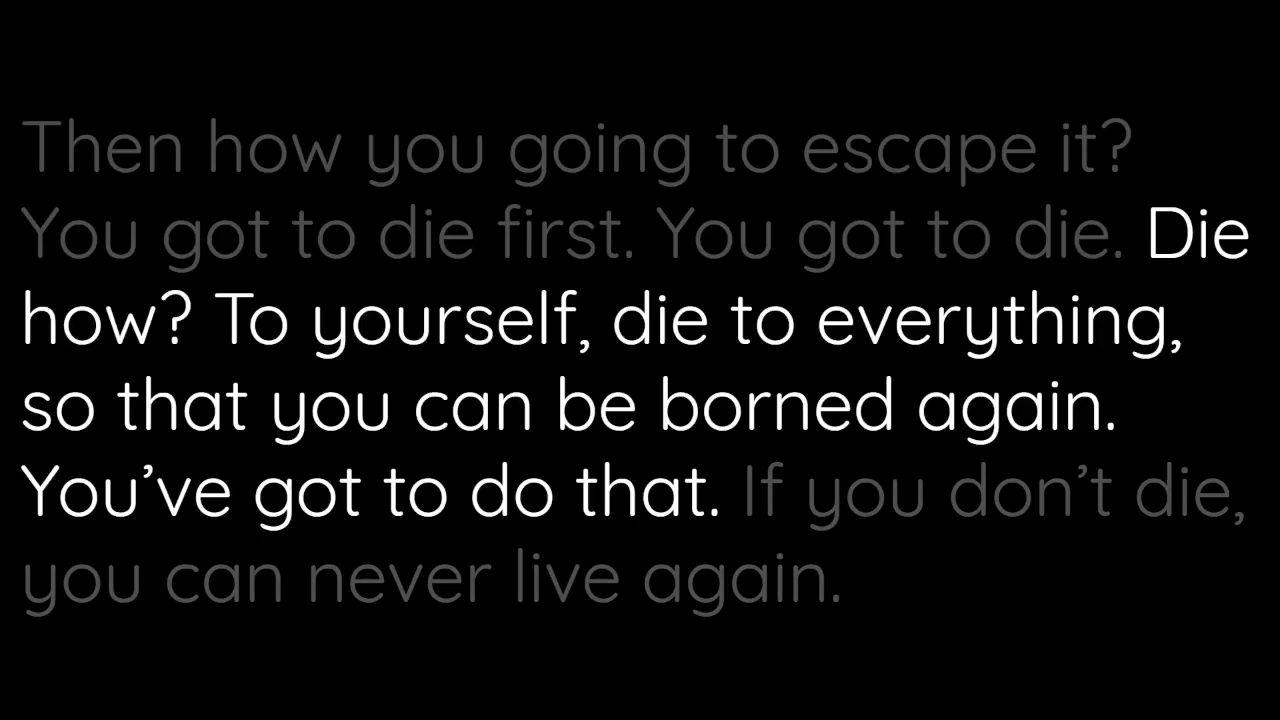 Then how you going to escape it?
You got to die first. You got to die. Die
how? To yourself, die to everything,
so that you can be borned again.
You’ve got to do that. If you don’t die,
you can never live again.